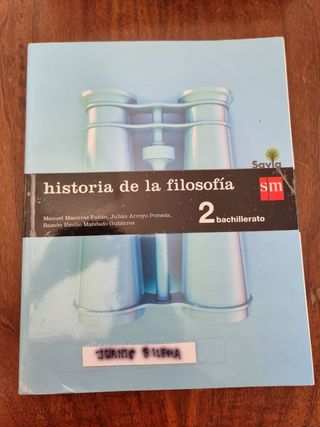 Savia
historia de la filosofía
sm
Manuel Maceiras Fafián, Julián Arroyo Pomeda,
Ramón Emilio Mandado Gutiérrez
2 bachillerato